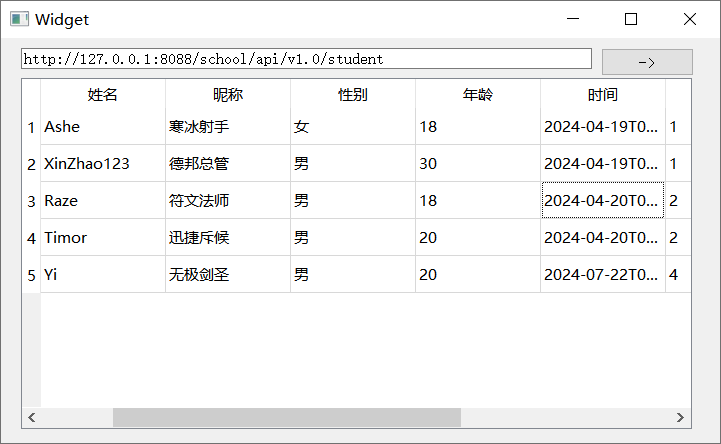 Widget
http://127.0.0.1:8088/school/api/v1.0/student ->
姓名 昵称 性别 年龄 时间
1 Ashe 寒冰射手 女 18 2024-04-19T0... 1
2 XinZhao123 德邦总管 男 30 2024-04-19T0... 1
3 Raze 符文法师 男 18 2024-04-20T0... 2
4 Timor 迅捷斥候 男 20 2024-04-20T0... 2
5 Yi 无极剑圣 男 20 2024-07-22T0... 4